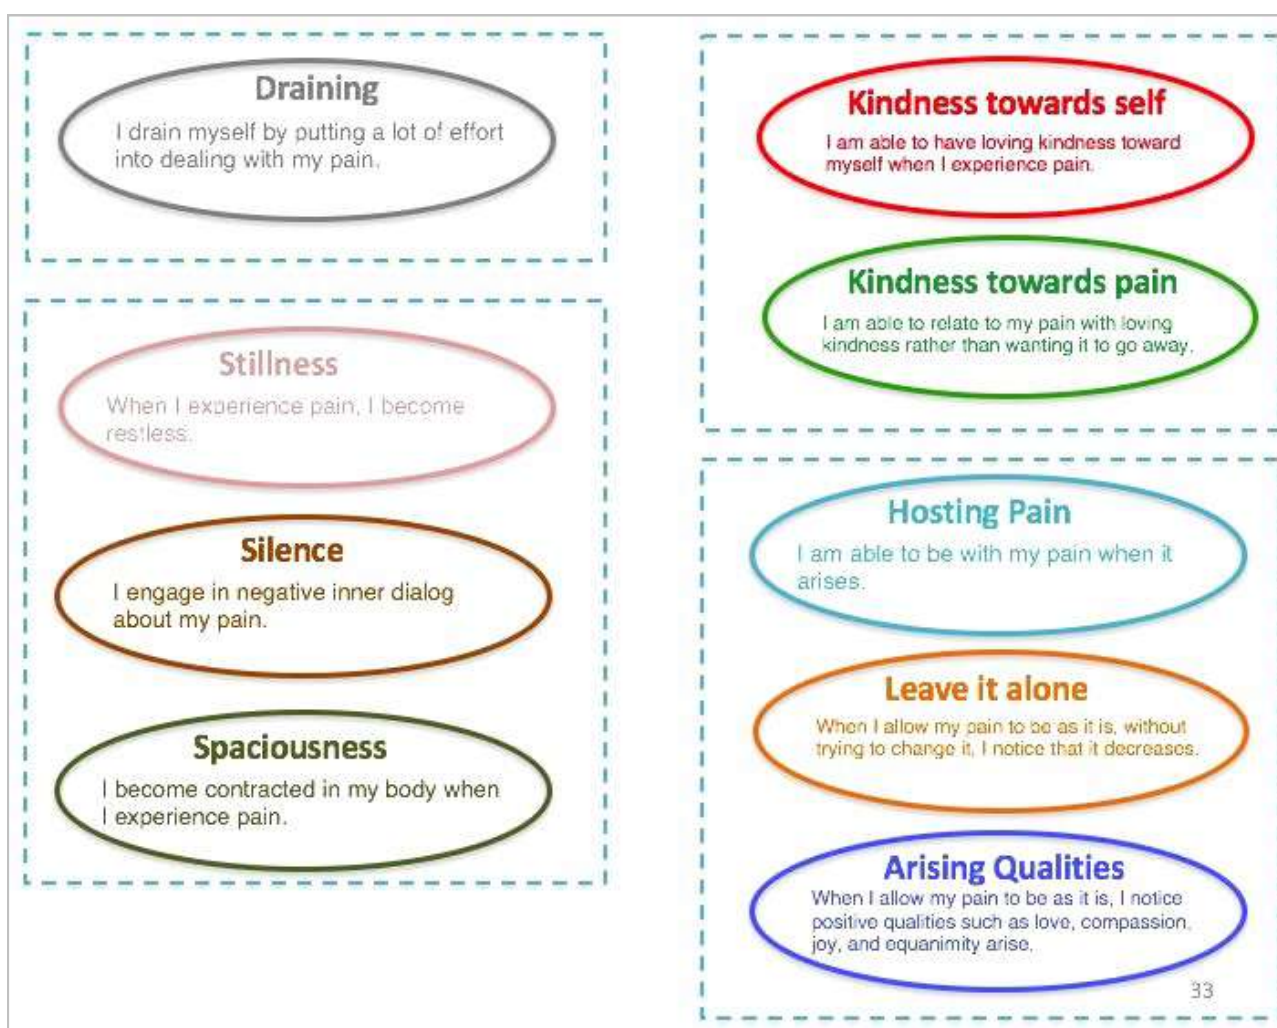 Draining
I drain myself by putting a lot of effort
into dealing with my pain.
Stillness
When I experience pain, I become
restless.
Silence
I engage in negative inner dialog
about my pain.
Spaciousness
I become contracted in my body when
I experience pain.
Kindness towards self
I am able to have loving kindness toward
myself when I experience pain.
Kindness towards pain
I am able to relate to my pain with loving
kindness rather than wanting it to go away.
Hosting Pain
I am able to be with my pain when it
arises.
Leave it alone
When I allow my pain to be as it is, without
trying to change it, I notice that it decreases.
Arising Qualities
When I allow my pain to be as it is, I notice
positive qualities such as love, compassion,
joy, and equanimity arise.
33